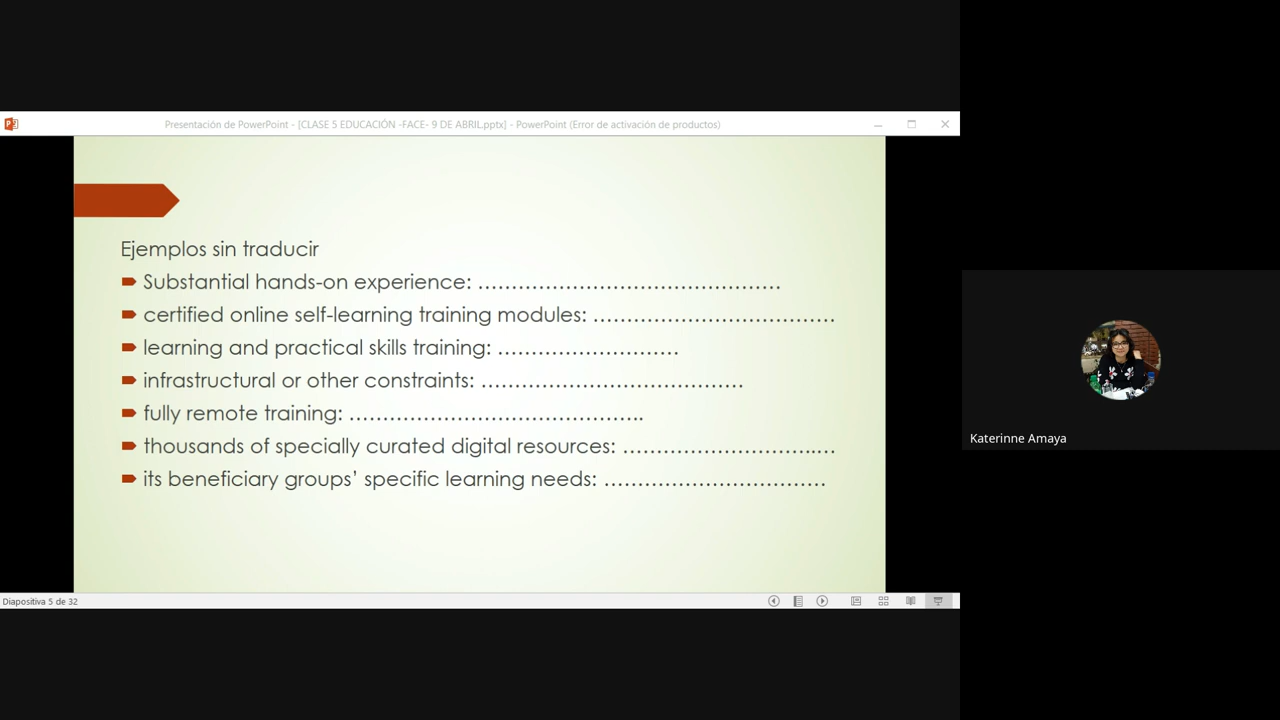 Presentación de PowerPoint - [CLASE 5 EDUCACIÓN -FACE- 9 DE ABRIL.pptx] - PowerPoint (Error de activación de productos)
Ejemplos sin traducir
Substantial hands-on experience: ………………………………………
certified online self-learning training modules: ………………………………
learning and practical skills training: ………………………
infrastructural or other constraints: …………………………………
fully remote training: ……………………………………..
thousands of specially curated digital resources: ………………………..…..
its beneficiary groups’ specific learning needs: ……………………………
Katerinne Amaya
Diapositiva 5 de 32